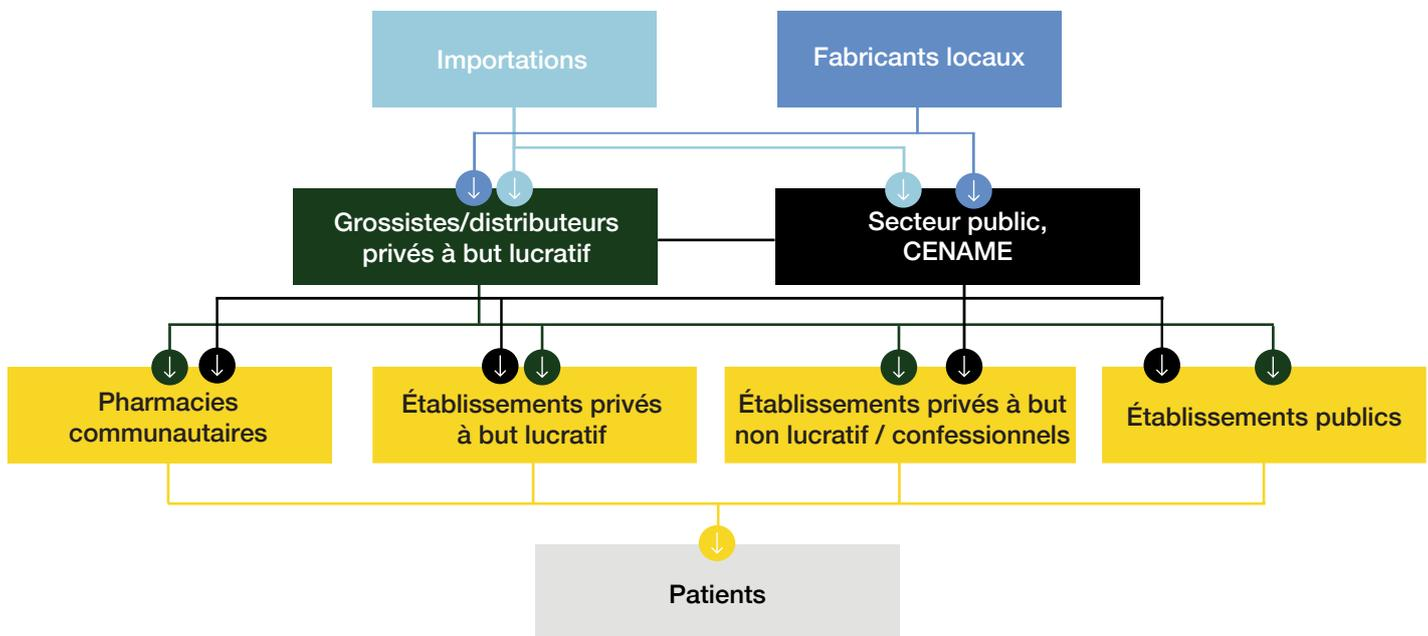 Importations
Fabricants locaux
Grossistes/distributeurs
privés à but lucratif
Secteur public,
CENAME
Pharmacies
communautaires
Établissements privés
à but lucratif
Établissements privés à but
non lucratif / confessionnels
Établissements publics
Patients